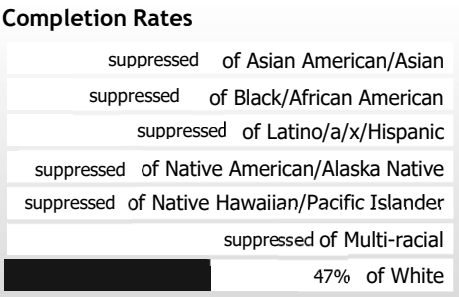 Completion Rates
suppressed of Asian American/Asian
suppressed of Black/African American
suppressed of Latino/a/x/Hispanic
suppressed of Native American/Alaska Native
suppressed of Native Hawaiian/Pacific Islander
suppressed of Multi-racial
47% of White